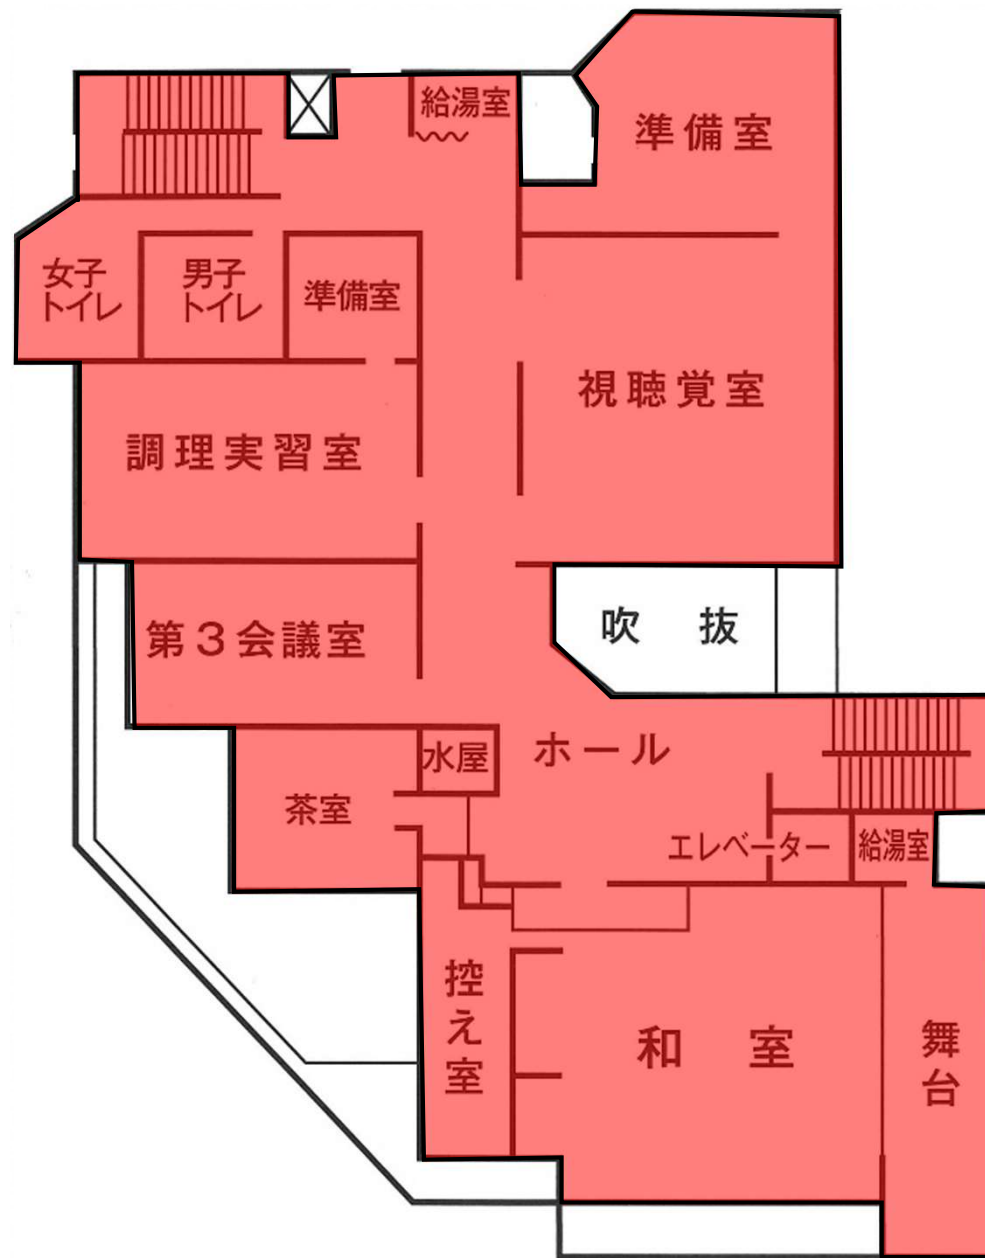 給湯室
準備室
女子
トイレ
男子
トイレ
準備室
視聴覚室
調理実習室
第3会議室
吹抜
水屋
ホール
茶室
エレベーター
給湯室
控え室
和室
舞台